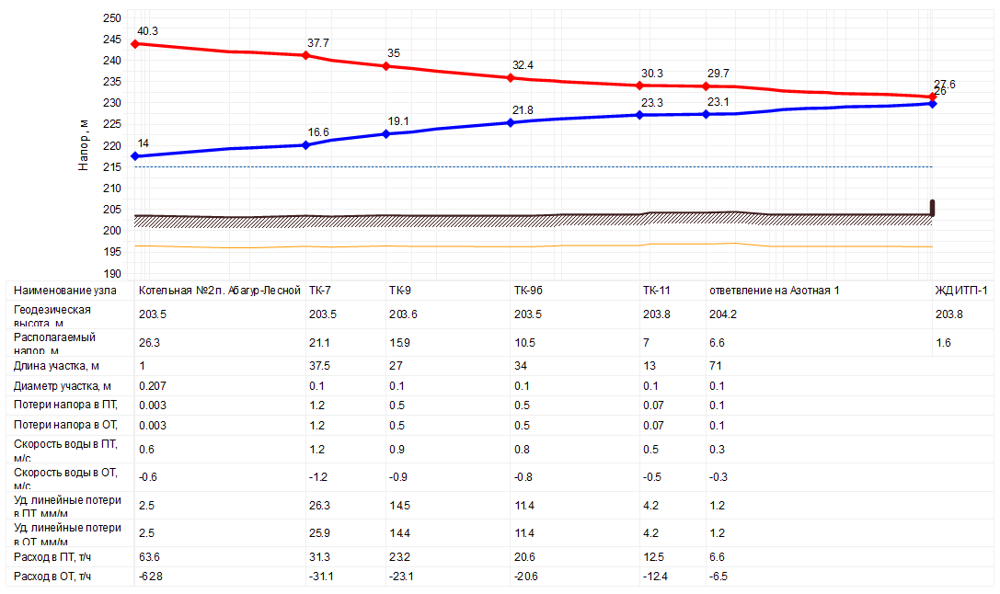 250
245
240
235
230
225
220
215
210
205
200
195
190
Напор, м
40.3
37.7
35
32.4
30.3
29.7
27.6
26
14
16.6
19.1
21.8
23.3
23.1
Наименование узла Котельная №2 п. Абагур-Лесной ТК-7 ТК-9 ТК-9б ТК-11 ответвление на Азотная 1 ЖД ИТП-1
Геодезическая
высота, м 203.5 203.5 203.6 203.5 203.8 204.2 203.8
Располагаемый
напор, м 26.3 21.1 15.9 10.5 7 6.6 1.6
Длина участка, м 1 37.5 27 34 13 71
Диаметр участка, м 0.207 0.1 0.1 0.1 0.1 0.1
Потери напора в ПТ, 0.003 1.2 0.5 0.5 0.07 0.1
Потери напора в ОТ, 0.003 1.2 0.5 0.5 0.07 0.1
Скорость воды в ПТ,
м/с 0.6 1.2 0.9 0.8 0.5 0.3
Скорость воды в ОТ,
м/с -0.6 -1.2 -0.9 -0.8 -0.5 -0.3
Уд. линейные потери
в ПТ, мм/м 2.5 26.3 14.5 11.4 4.2 1.2
Уд. линейные потери
в ОТ, мм/м 2.5 25.9 14.4 11.4 4.2 1.2
Расход в ПТ, т/ч 63.6 31.3 23.2 20.6 12.5 6.6
Расход в ОТ, т/ч -62.8 -31.1 -23.1 -20.6 -12.4 -6.5